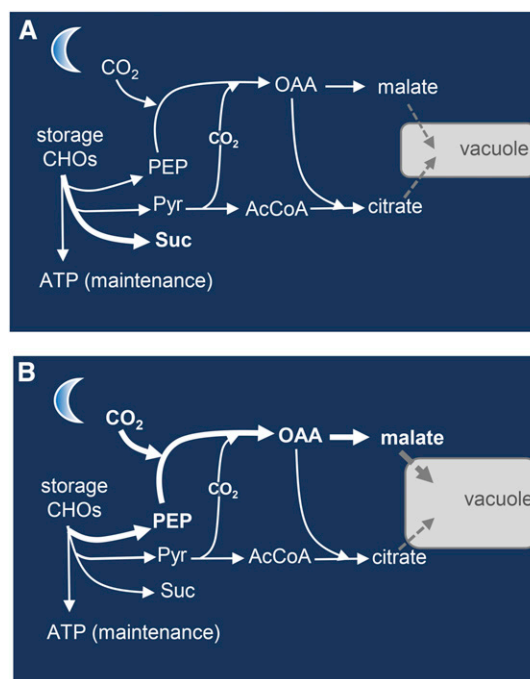 A
CO₂
OAA
malate
storage
CHOs
CO₂
vacuole
PEP
Pyr
AcCoA
citrate
Suc
ATP (maintenance)
B
CO₂
OAA
malate
storage
CHOs
CO₂
vacuole
PEP
Pyr
AcCoA
citrate
Suc
ATP (maintenance)